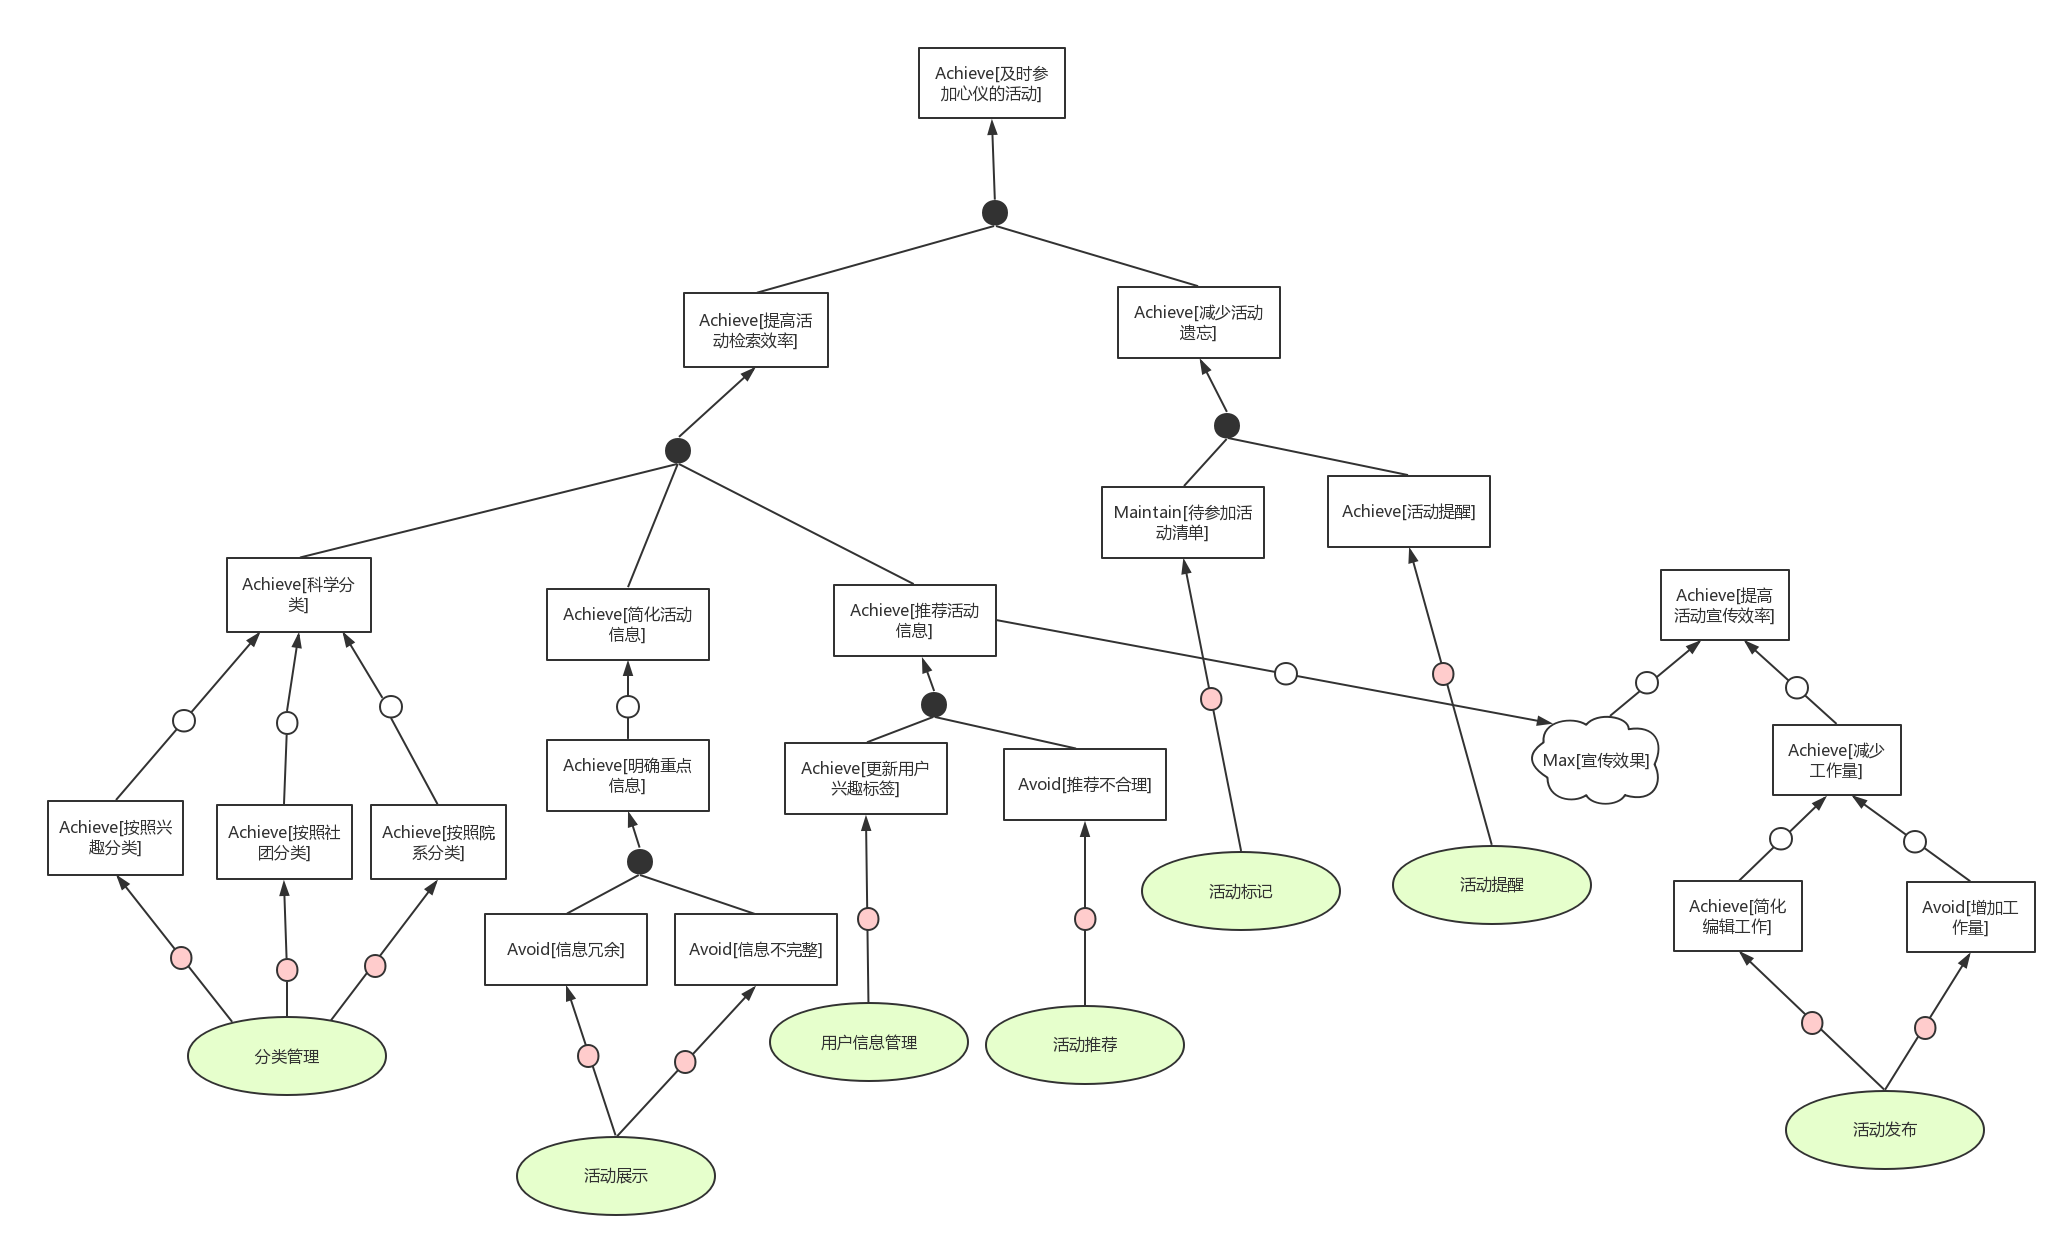 Achieve[及时参
加心仪的活动]
Achieve[提高活
动检索效率]
Achieve[减少活动
遗忘]
Maintain[待参加活
动清单]
Achieve[活动提醒]
Achieve[科学分
类]
Achieve[简化活动
信息]
Achieve[推荐活动
信息]
Achieve[提高
活动宣传效率]
Achieve[明确重点
信息]
Achieve[更新用户
兴趣标签]
Avoid[推荐不合理]
Max[宣传效果]
Achieve[减少
工作量]
Achieve[按照兴
趣分类]
Achieve[按照社
团分类]
Achieve[按照院
系分类]
活动标记
活动提醒
Achieve[简化
编辑工作]
Avoid[增加工
作量]
Avoid[信息冗余]
Avoid[信息不完整]
分类管理
用户信息管理
活动推荐
活动发布
活动展示